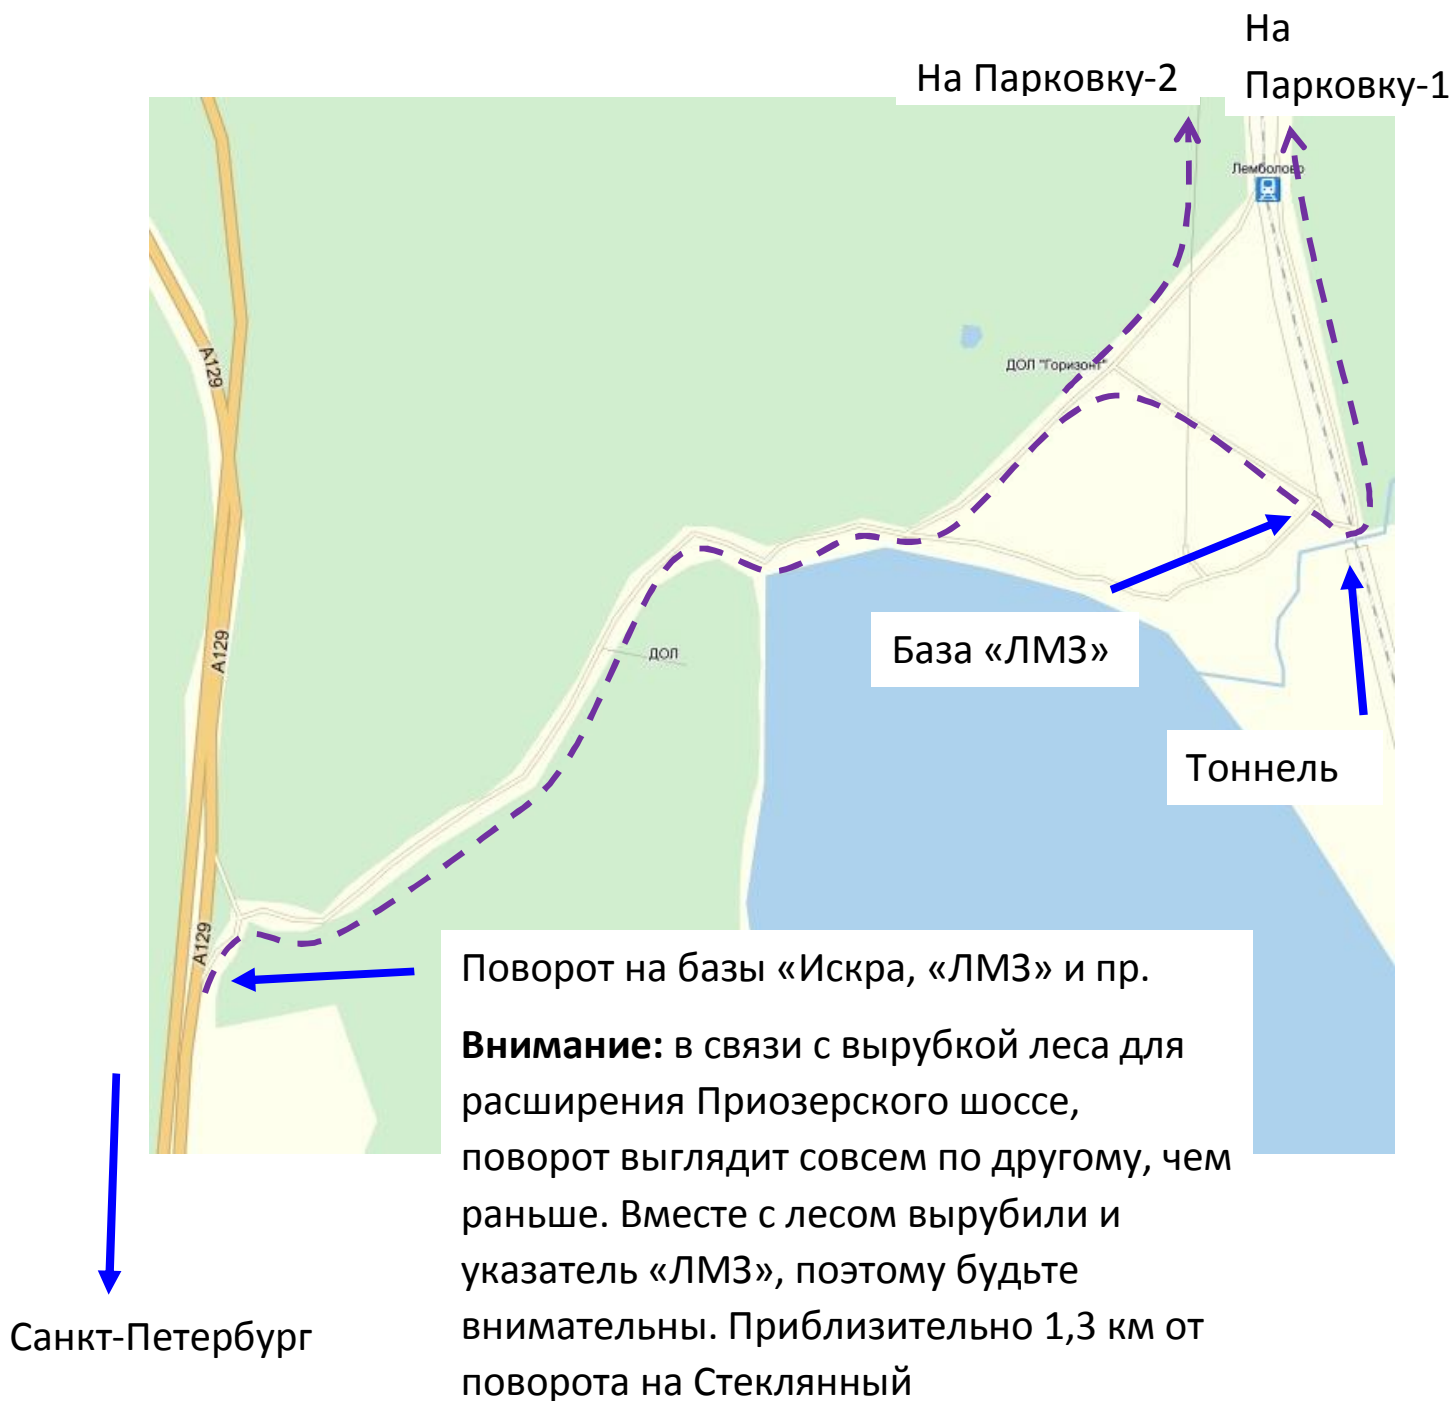 На
Парковку-1
На Парковку-2
Лемболово
A129
ДОЛ "Горизонт"
База «ЛМЗ»
A129
ДОЛ
Тоннель
A129
Поворот на базы «Искра, «ЛМЗ» и пр.
Внимание: в связи с вырубкой леса для
расширения Приозерского шоссе,
поворот выглядит совсем по другому, чем
раньше. Вместе с лесом вырубили и
указатель «ЛМЗ», поэтому будьте
внимательны. Приблизительно 1,3 км от
поворота на Стеклянный
Санкт-Петербург